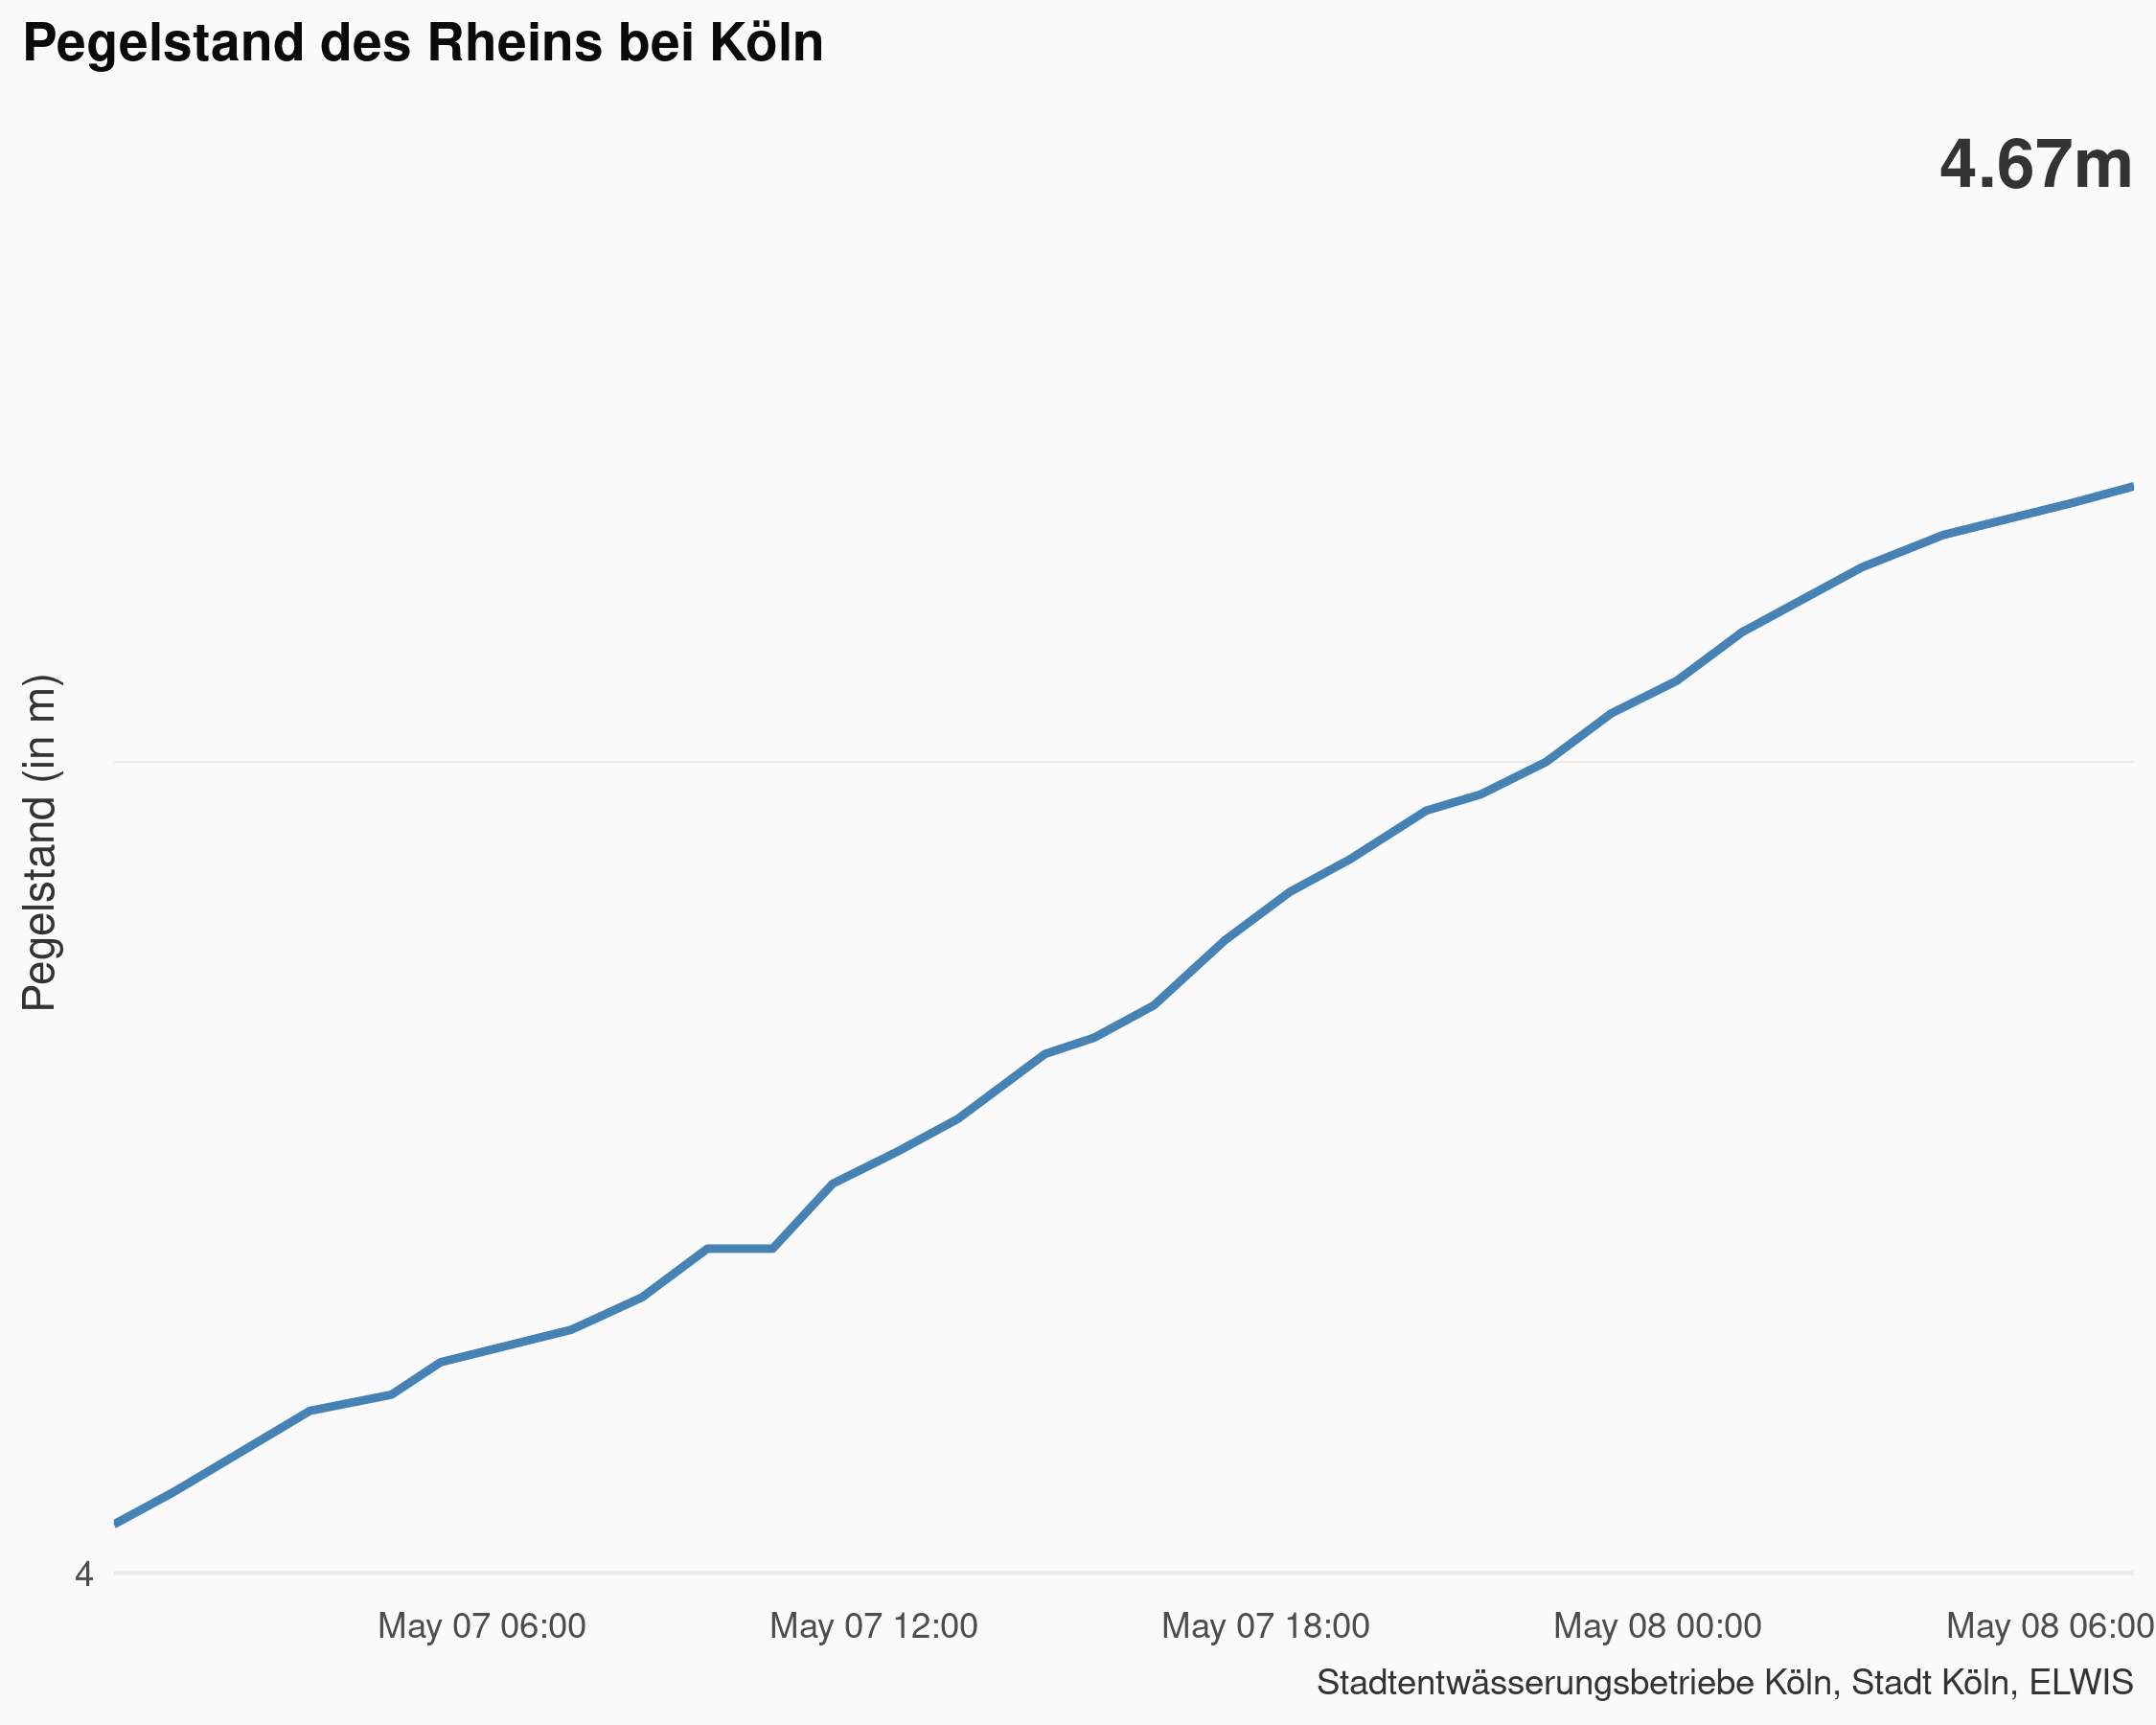 Pegelstand des Rheins bei Köln
4.67m
Pegelstand (in m)
4
May 07 06:00
May 07 12:00
May 07 18:00
May 08 00:00
May 08 06:00
Stadtentwässerungsbetriebe Köln, Stadt Köln, ELWIS